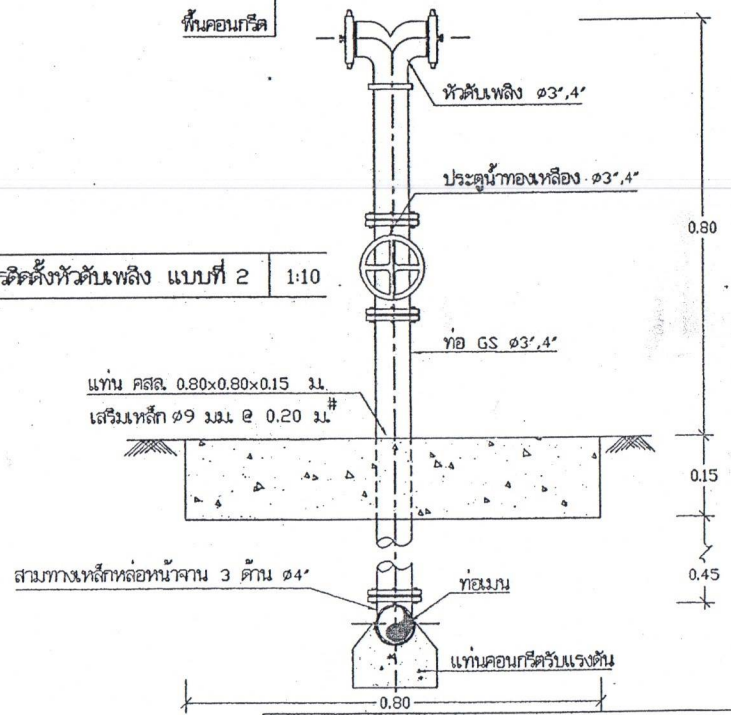 พื้นคอนกรีต
หัวดับเพลิง ø3",4"
ประตูน้ำทองเหลือง ø3",4"
0.80
รติดตั้งหัวดับเพลิง แบบที่ 2 1:10
ท่อ GS ø3",4"
แท่น คสล. 0.80x0.80x0.15 ม.
เสริมเหล็ก ø9 มม. @ 0.20 ม.#
0.15
0.45
สามทางเหล็กหล่อหน้าจาน 3 ด้าน ø4"
ท่อเมน
แท่นคอนกรีตรับแรงดัน
0.80